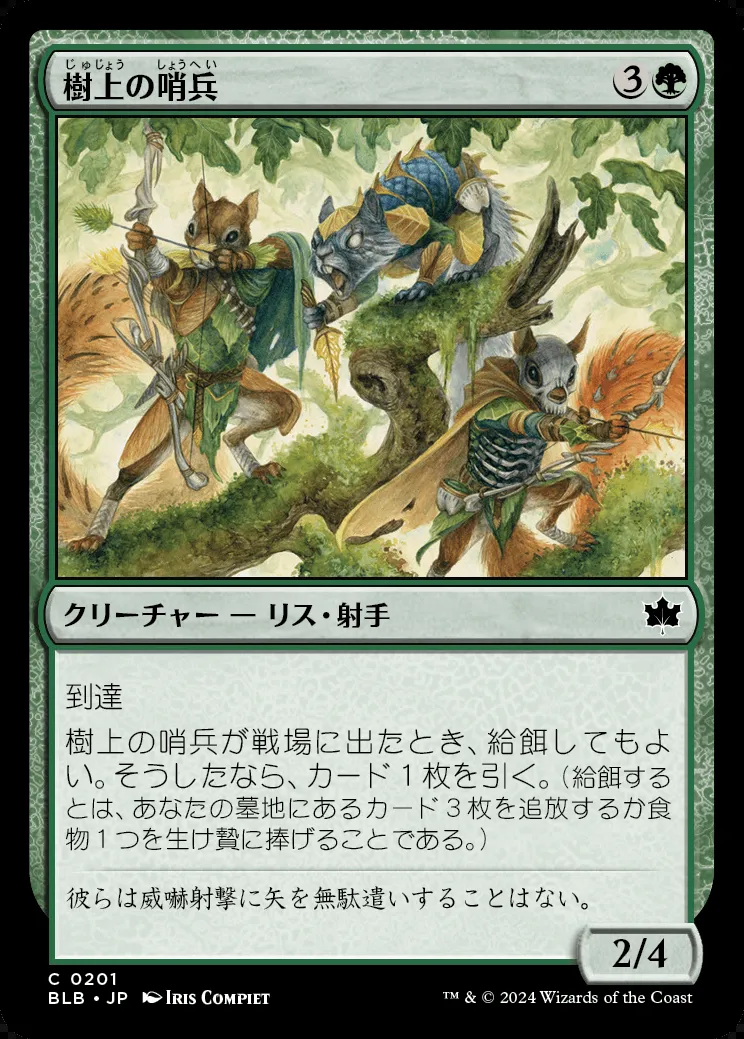 じゅじょう しょうへい
樹上の哨兵 3
クリーチャー — リス・射手
到達
樹上の哨兵が戦場に出たとき、給餌してもよ
い。そうしたなら、カード１枚を引く。（給餌する
とは、あなたの墓地にあるカード３枚を追放するか食
物１つを生け贄に捧げることである。）
彼らは威嚇射撃に矢を無駄遣いすることはない。
2/4
C 0201
BLB • JP Iris Compiet
™ & © 2024 Wizards of the Coast